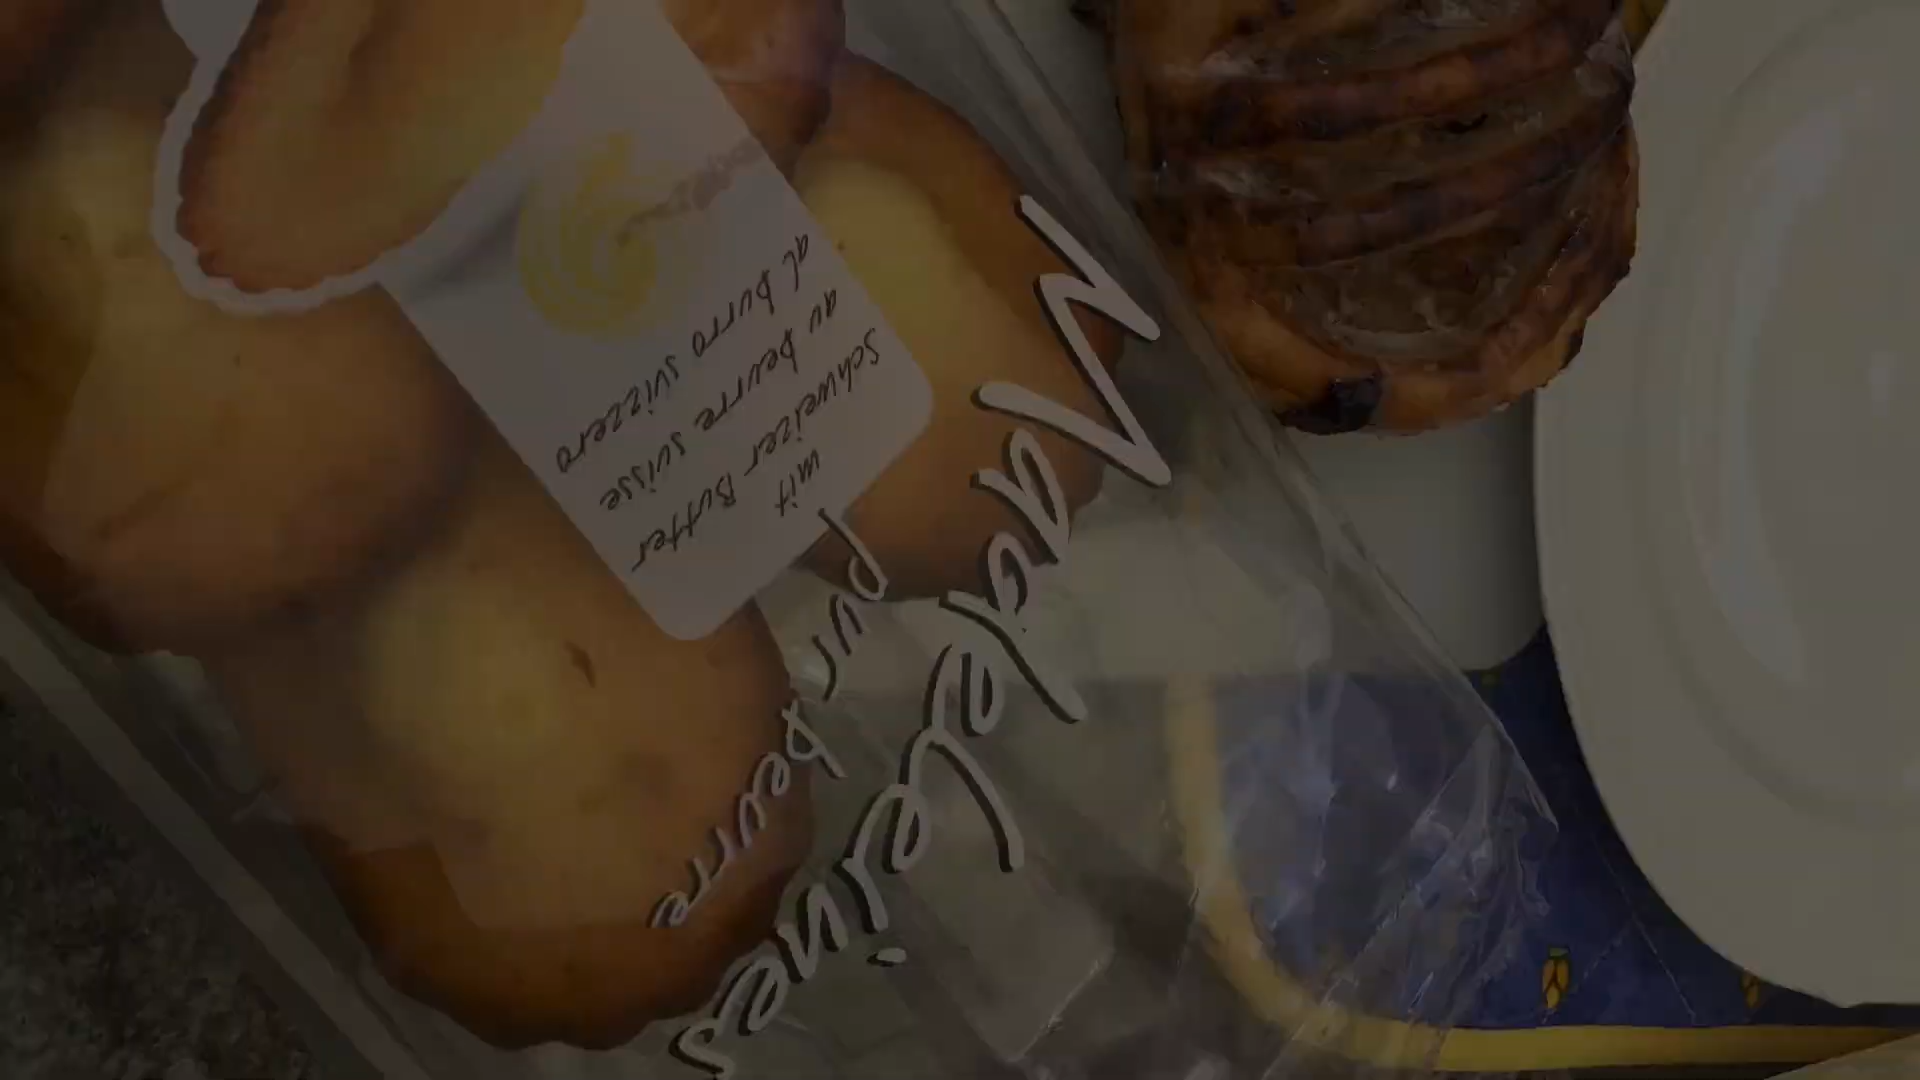 Madeleines
pur beurre
mit
Schweizer Butter
au beurre suisse
al burro svizzero